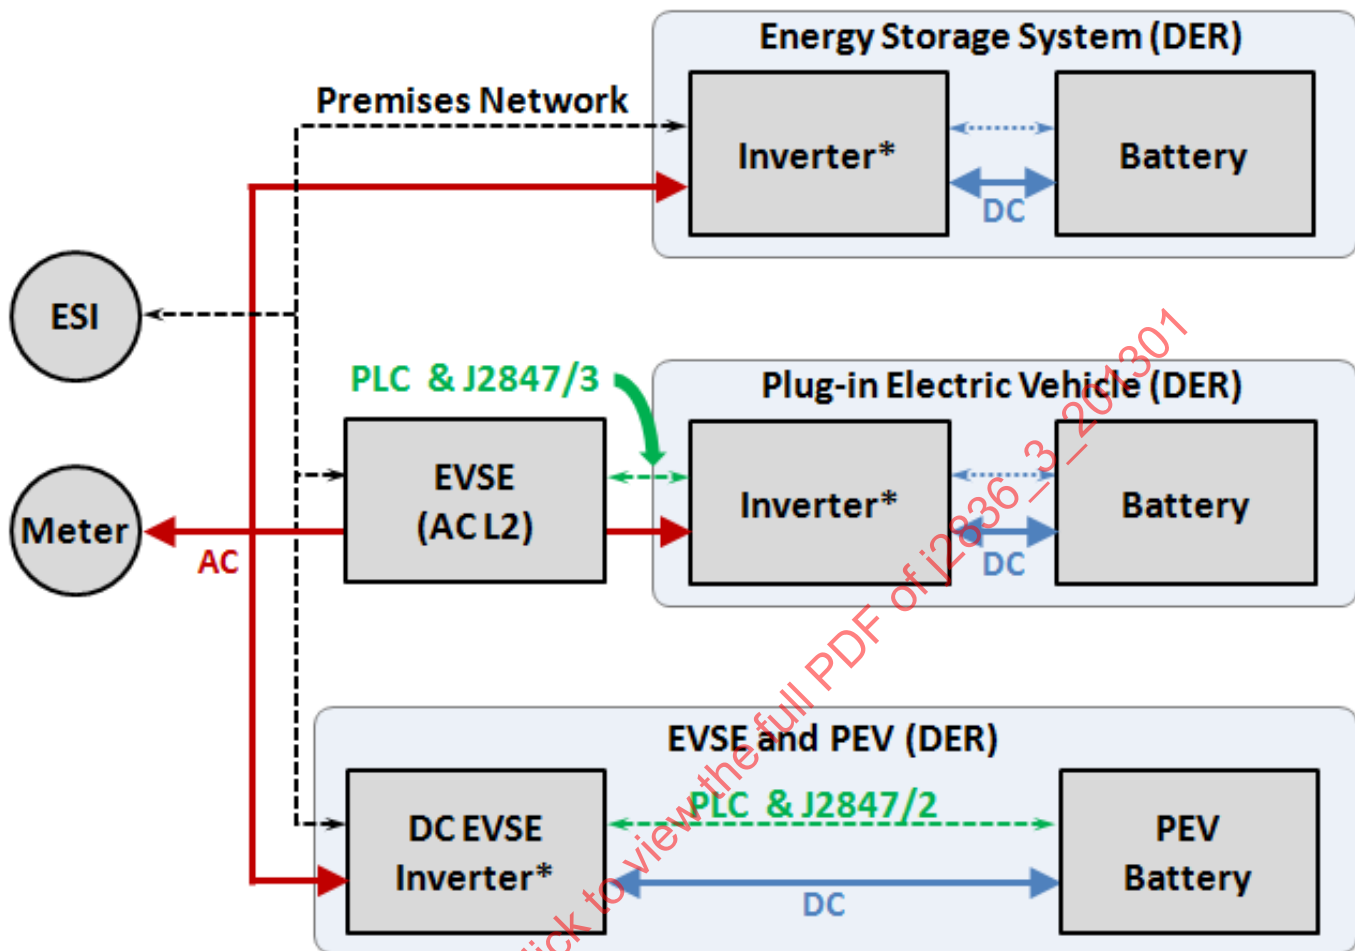 Energy Storage System (DER)
Premises Network
Inverter*
Battery
DC
ESI
PLC & J2847/3
Plug-in Electric Vehicle (DER)
EVSE
(AC L2)
Inverter*
Battery
DC
Meter
AC
EVSE and PEV (DER)
DC EVSE
Inverter*
PLC & J2847/2
PEV
Battery
DC
lick to view the full PDF of j2836_3_201301